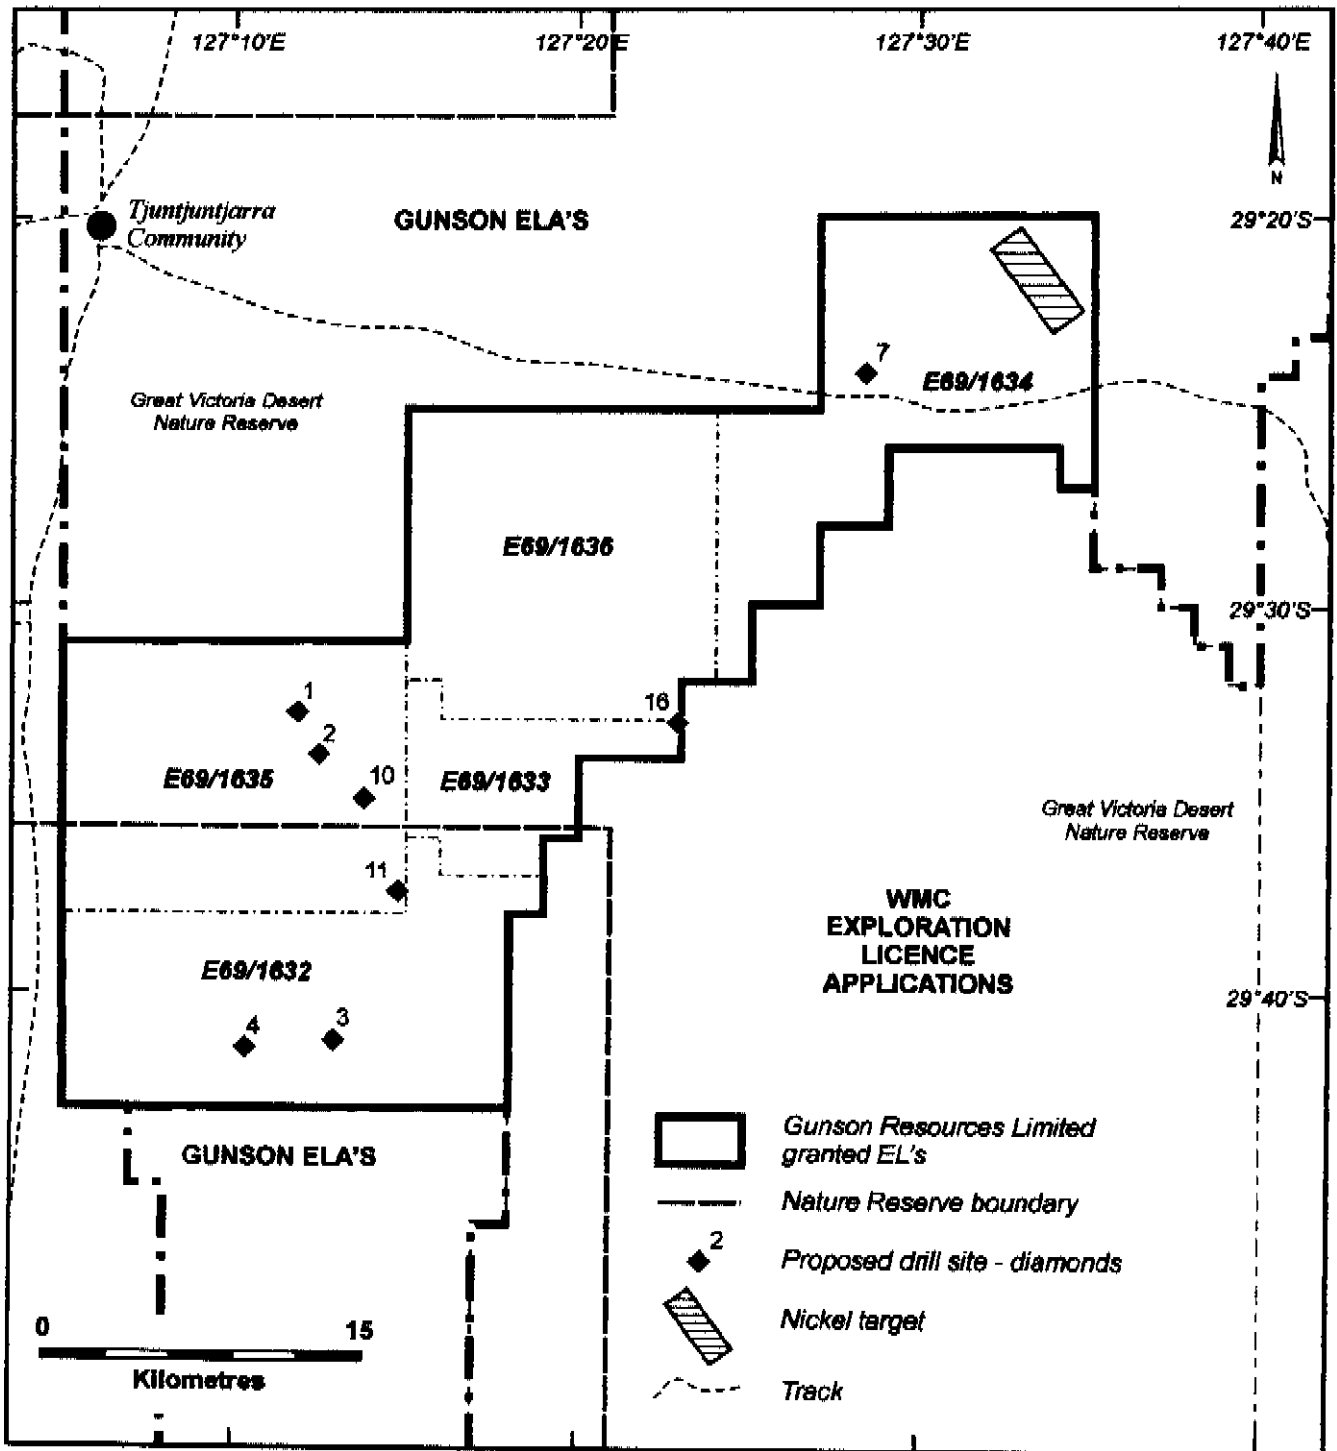 127°10'E
127°20'E
127°30'E
127°40'E
N
Tjuntjuntjarra
Community
GUNSON ELA'S
29°20'S
7
E69/1634
Great Victoria Desert
Nature Reserve
E69/1636
29°30'S
1
16
2
10
E69/1635
E69/1633
Great Victoria Desert
Nature Reserve
11
WMC
EXPLORATION
LICENCE
APPLICATIONS
E69/1632
29°40'S
4
3
GUNSON ELA'S
Gunson Resources Limited
granted EL's
Nature Reserve boundary
2
Proposed drill site - diamonds
Nickel target
0
15
Kilometres
Track